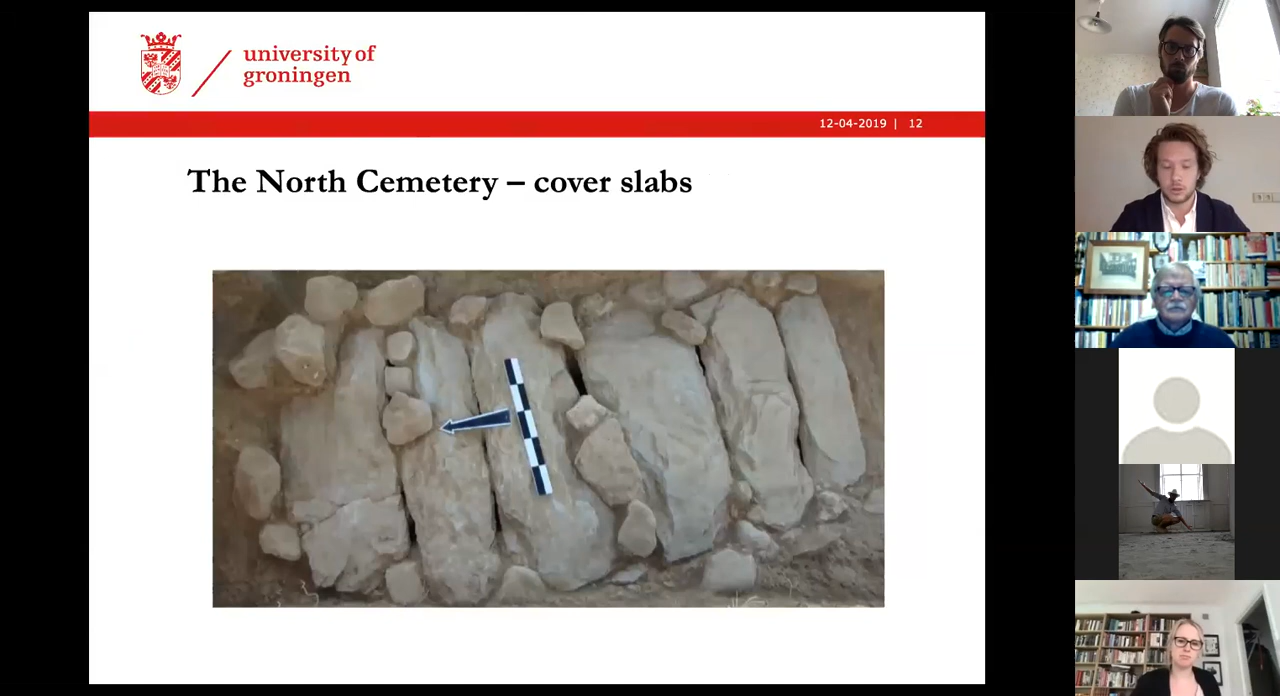 university of
groningen
12-04-2019 | 12
The North Cemetery – cover slabs